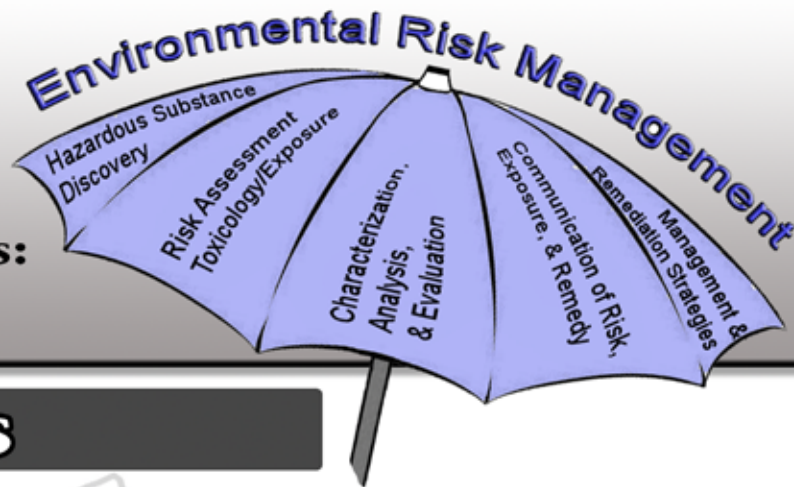 Environmental Risk Management
Hazardous Substance
Discovery
Risk Assessment
Toxicology/Exposure
Characterization,
Analysis,
& Evaluation
Communication of Risk,
Exposure, & Remedy
Management &
Remediation Strategies
s:
s